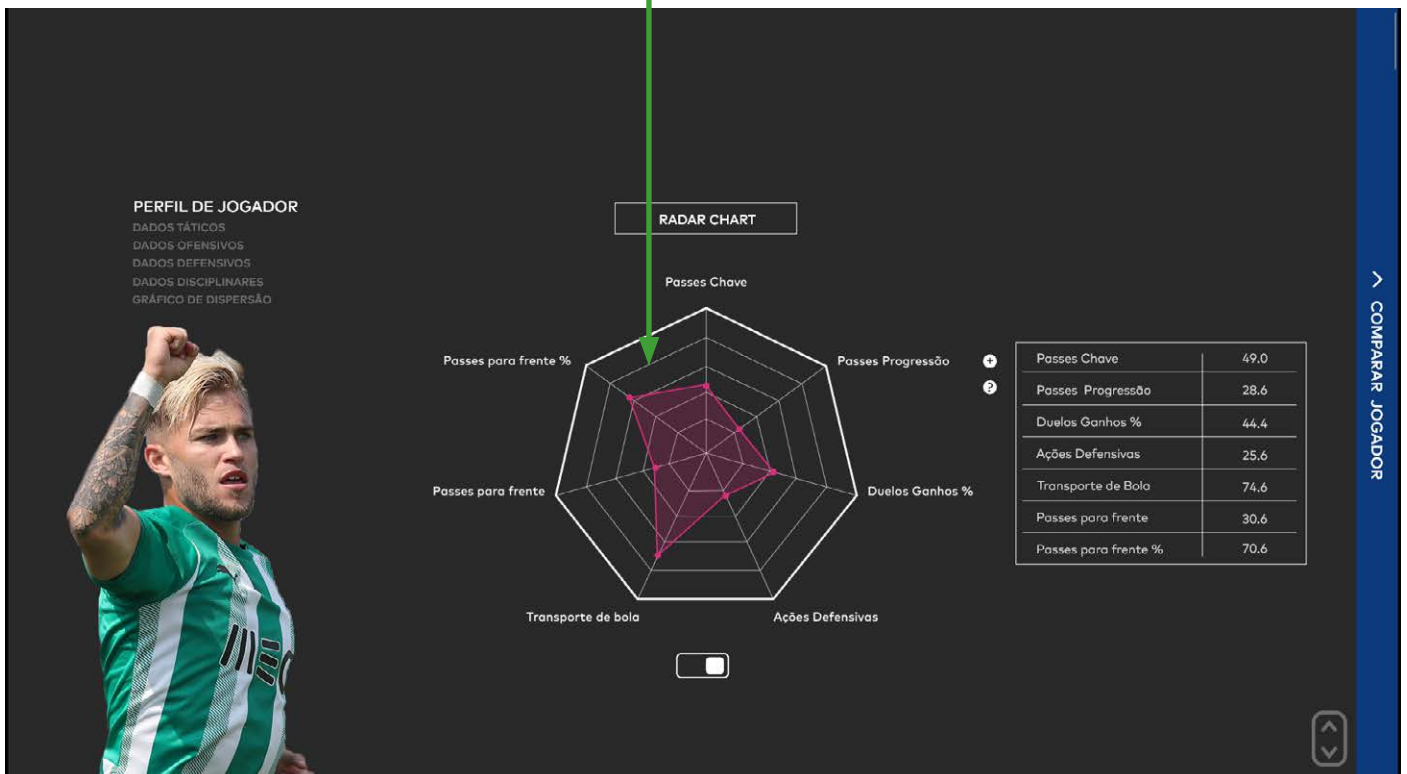 PERFIL DE JOGADOR
DADOS TÁTICOS
DADOS OFENSIVOS
DADOS DEFENSIVOS
DADOS DISCIPLINARES
GRÁFICO DE DISPERSÃO
RADAR CHART
Passes Chave
Passes para frente %
Passes Progressão
Passes para frente
Duelos Ganhos %
Transporte de bola
Ações Defensivas
+
?
Passes Chave 49.0
Passes Progressão 28.6
Duelos Ganhos % 44.4
Ações Defensivas 25.6
Transporte de Bola 74.6
Passes para frente 30.6
Passes para frente % 70.6
> COMPARAR JOGADOR